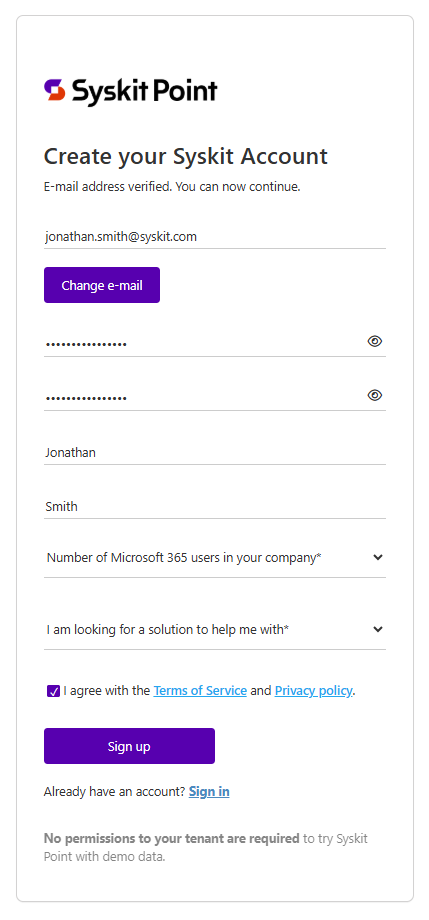 Syskit Point
Create your Syskit Account
E-mail address verified. You can now continue.
jonathan.smith@syskit.com
Change e-mail
••••••••••••••••
••••••••••••••••
Jonathan
Smith
Number of Microsoft 365 users in your company*
I am looking for a solution to help me with*
I agree with the Terms of Service and Privacy policy.
Sign up
Already have an account? Sign in
No permissions to your tenant are required to try Syskit
Point with demo data.